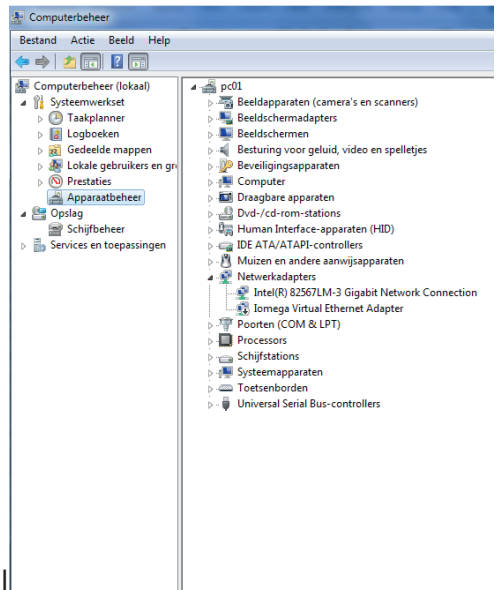 Computerbeheer
Bestand Actie Beeld Help
Computerbeheer (lokaal)
Systeemwerkset
Taakplanner
Logboeken
Gedeelde mappen
Lokale gebruikers en gr
Prestaties
Apparaatbeheer
Opslag
Schijfbeheer
Services en toepassingen
pc01
Beeldapparaten (camera's en scanners)
Beeldschermadapters
Beeldschermen
Besturing voor geluid, video en spelletjes
Beveiligingsapparaten
Computer
Draagbare apparaten
Dvd-/cd-rom-stations
Human Interface-apparaten (HID)
IDE ATA/ATAPI-controllers
Muizen en andere aanwijsapparaten
Netwerkadapters
Intel(R) 82567LM-3 Gigabit Network Connection
Iomega Virtual Ethernet Adapter
Poorten (COM & LPT)
Processors
Schijfstations
Systeemapparaten
Toetsenborden
Universal Serial Bus-controllers